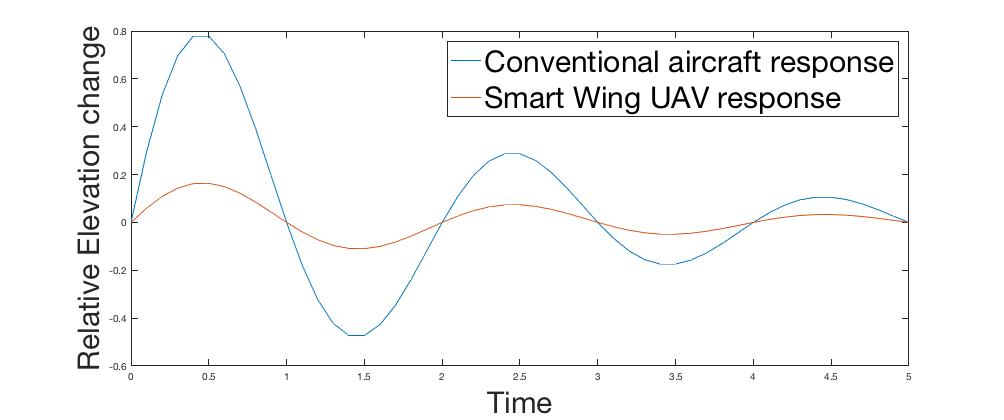 Relative Elevation change
0.8
0.6
0.4
0.2
0
-0.2
-0.4
-0.6
Conventional aircraft response
Smart Wing UAV response
0 0.5 1 1.5 2 2.5 3 3.5 4 4.5 5
Time